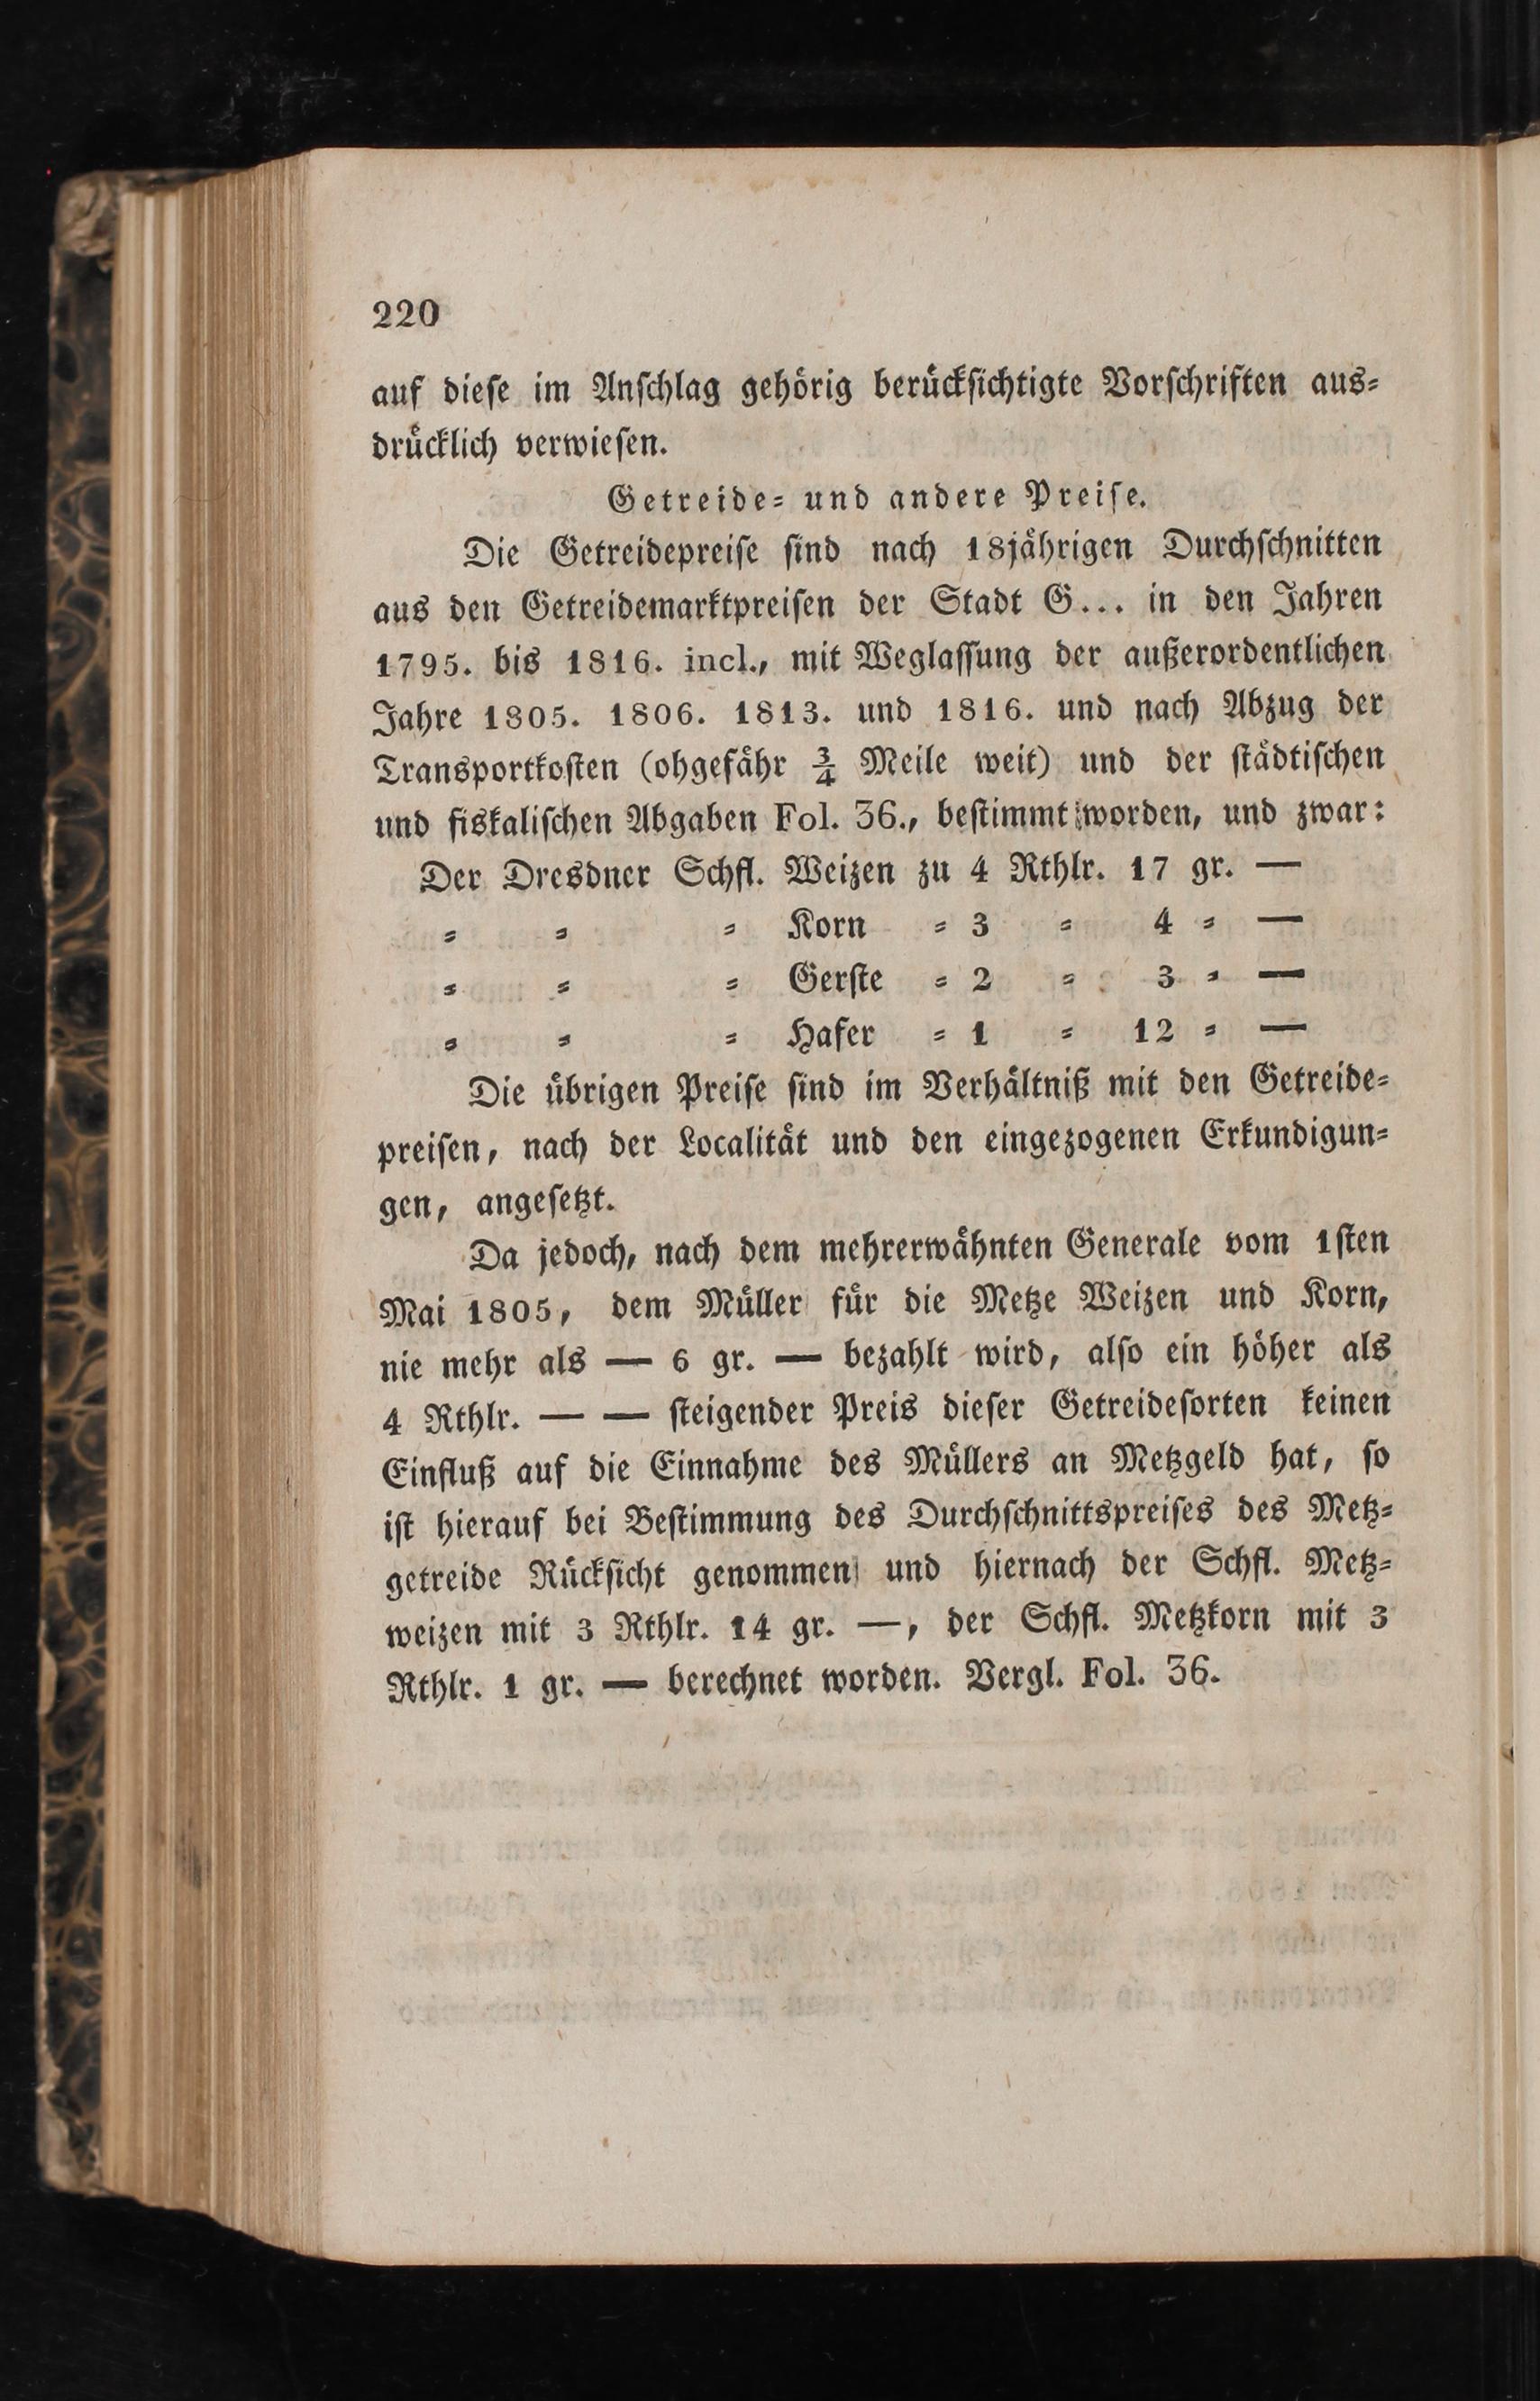 220
auf dieſe im Anſchlag gehörig berückſichtigte Vorſchriften aus⸗
drücklich verwieſen.
Getreide⸗ und andere Preiſe.
Die Getreidepreiſe ſind nach 18jährigen Durchſchnitten
aus den Getreidemarktpreiſen der Stadt G... in den Jahren
1795. bis 1816. incl., mit Weglaſſung der außerordentlichen
Jahre 1805. 1806. 1813. und 1816. und nach Abzug der
Transportkoſten (ohgefähr ¾ Meile weit) und der ſtädtiſchen
und fiskaliſchen Abgaben Fol. 36., beſtimmt worden, und zwar:
Der Dresdner Schfl. Weizen zu 4 Rthlr. 17 gr. —
⸗ ⸗ ⸗ Korn ⸗ 3 ⸗ 4 ⸗ —
⸗ ⸗ ⸗ Gerſte ⸗ 2 ⸗ 3 ⸗ —
⸗ ⸗ ⸗ Hafer ⸗ 1 ⸗ 12 ⸗ —
Die übrigen Preiſe ſind im Verhältniß mit den Getreide⸗
preiſen, nach der Localität und den eingezogenen Erkundigun⸗
gen, angeſetzt.
Da jedoch, nach dem mehrerwähnten Generale vom 1ſten
Mai 1805, dem Müller für die Metze Weizen und Korn,
nie mehr als — 6 gr. — bezahlt wird, alſo ein höher als
4 Rthlr. — — ſteigender Preis dieſer Getreideſorten keinen
Einfluß auf die Einnahme des Müllers an Metzgeld hat, ſo
iſt hierauf bei Beſtimmung des Durchſchnittspreiſes des Metz⸗
getreide Rückſicht genommen und hiernach der Schfl. Metz⸗
weizen mit 3 Rthlr. 14 gr. —, der Schfl. Metzkorn mit 3
Rthlr. 1 gr. — berechnet worden. Vergl. Fol. 36.